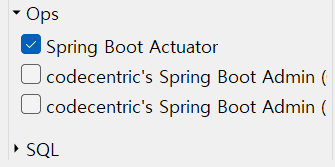 Ops
Spring Boot Actuator
codecentric's Spring Boot Admin (
codecentric's Spring Boot Admin (
SQL